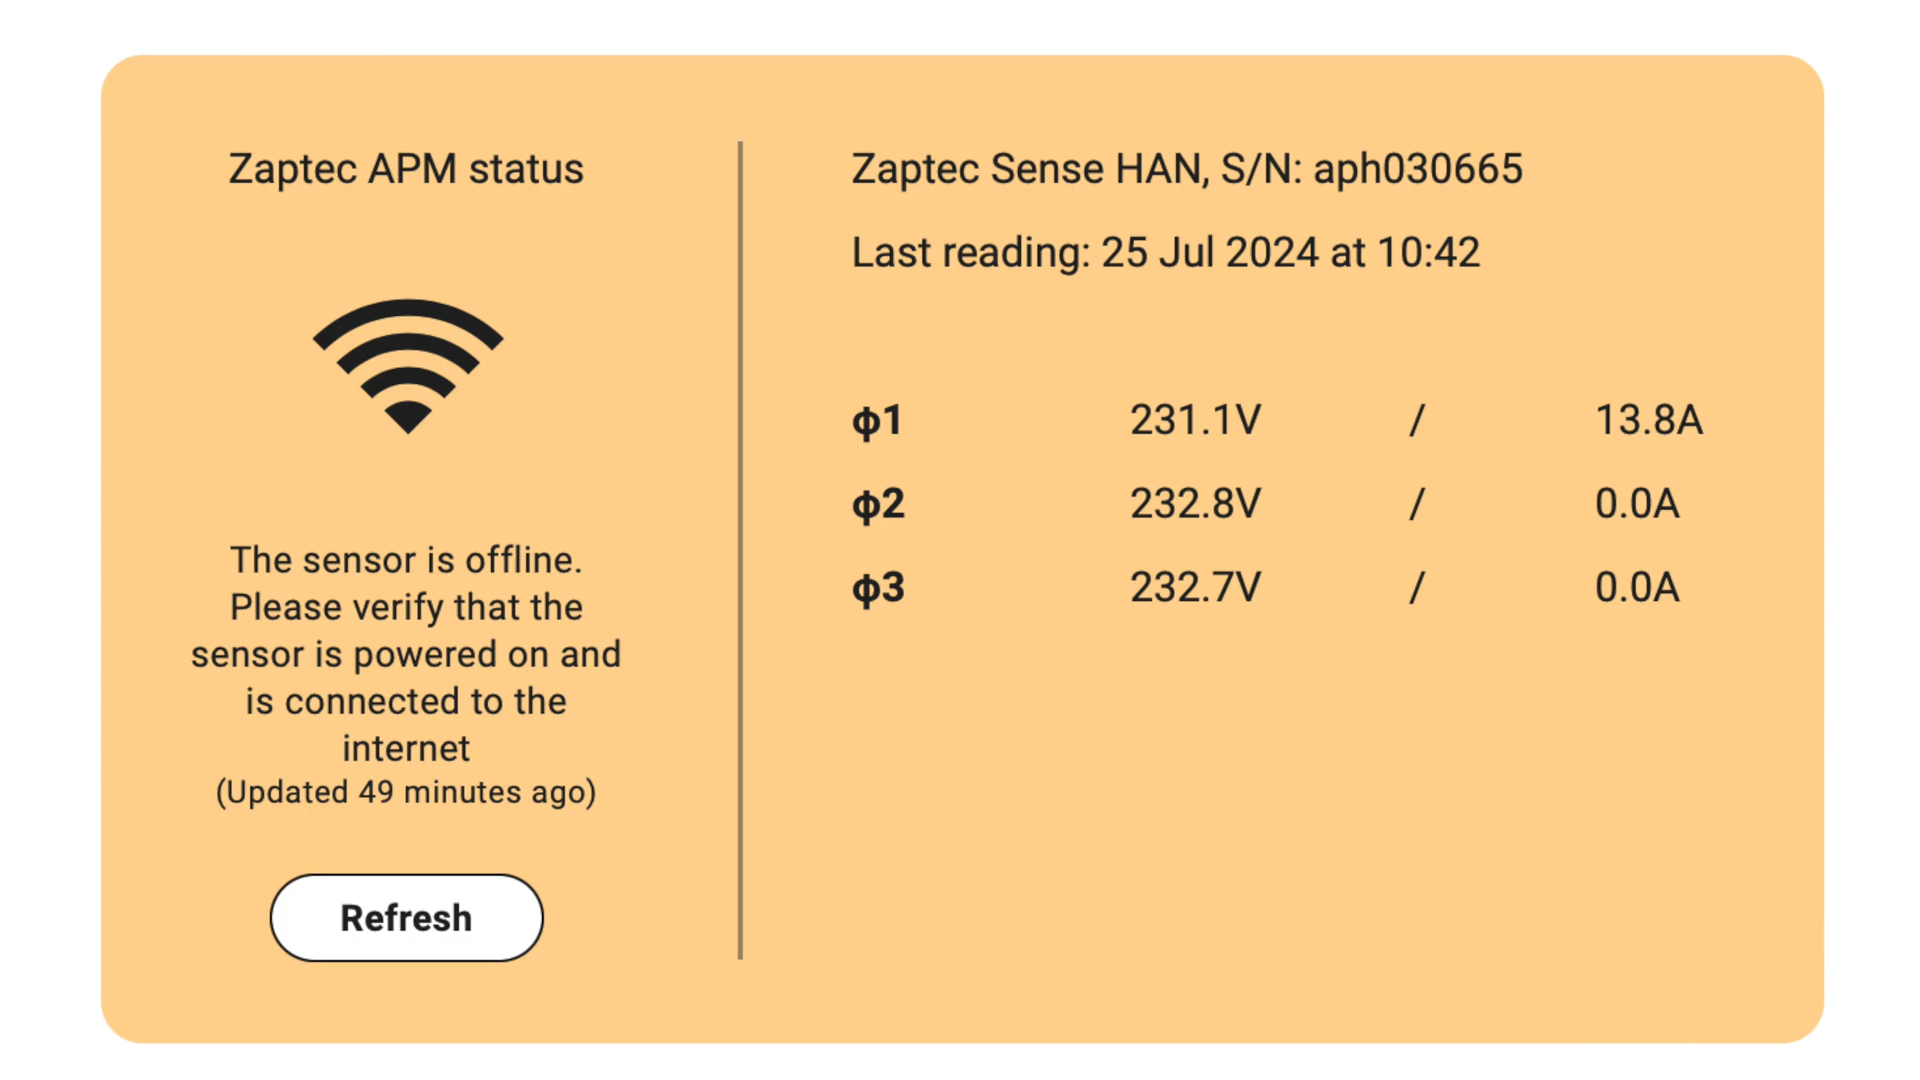 Zaptec APM status
The sensor is offline.
Please verify that the
sensor is powered on and
is connected to the
internet
(Updated 49 minutes ago)
Refresh
Zaptec Sense HAN, S/N: aph030665
Last reading: 25 Jul 2024 at 10:42
ϕ1 231.1V / 13.8A
ϕ2 232.8V / 0.0A
ϕ3 232.7V / 0.0A